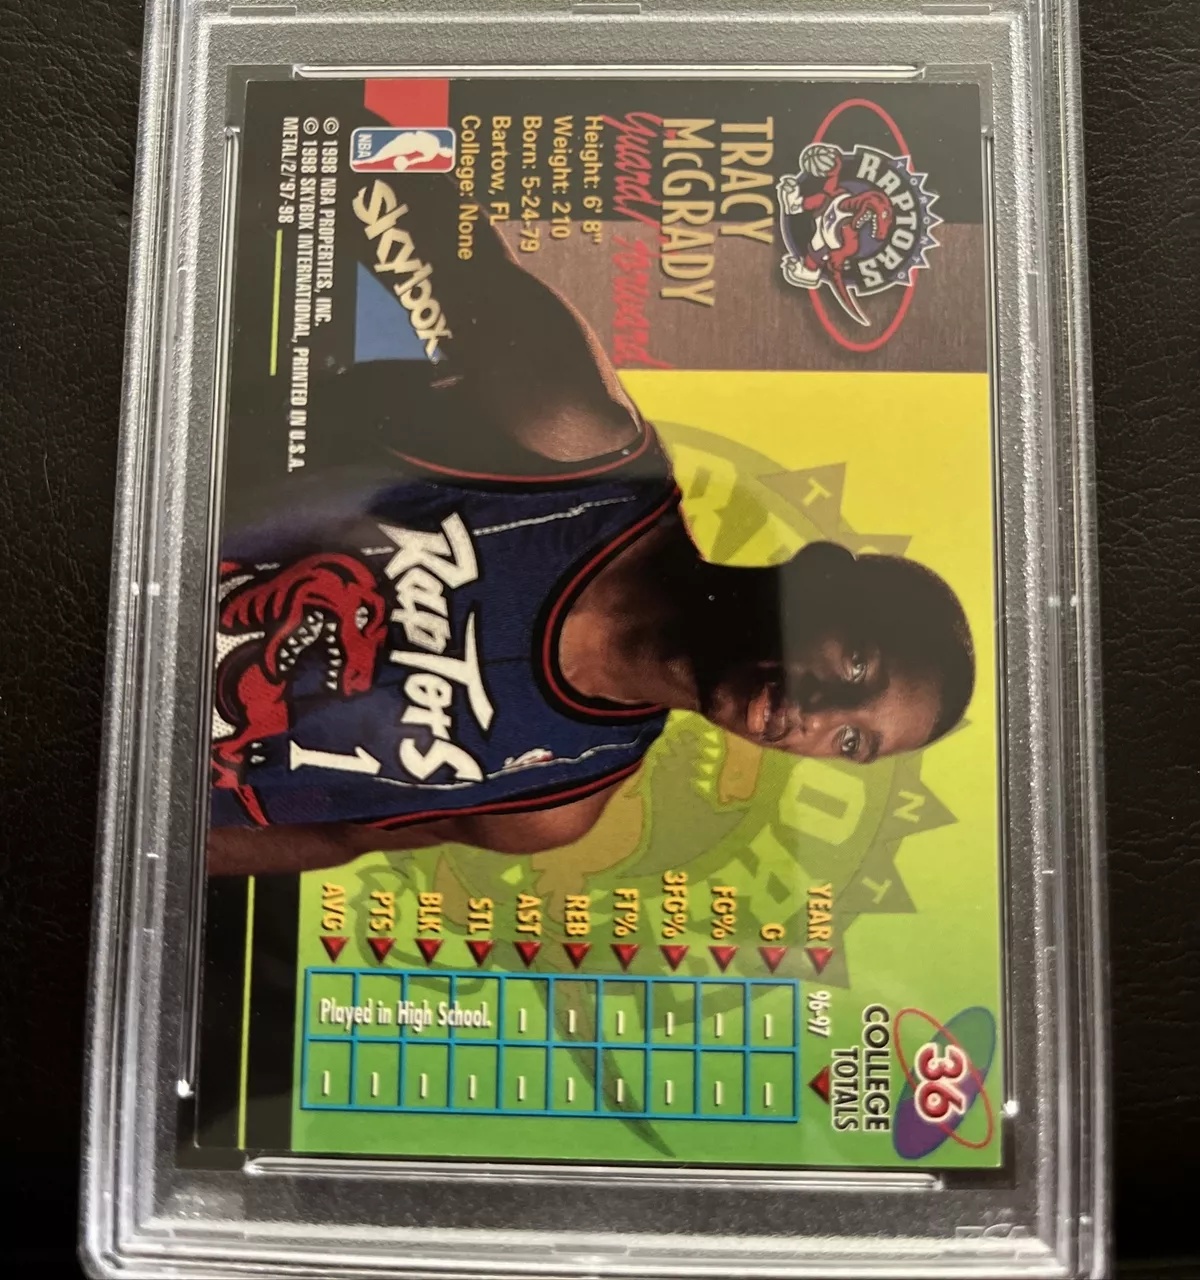 RAPTORS
TRACY
McGRADY
guard/forward
Height: 6' 8"
Weight: 210
Born: 5-24-79
Bartow, FL
College: None
NBA
SKYBOX
© 1998 NBA PROPERTIES, INC.
© 1998 SKYBOX INTERNATIONAL, PRINTED IN U.S.A.
METAL/2/'97-98
T
N
T
RAPTORS
1
36
COLLEGE
TOTALS
96-97
YEAR
G
FG%
3FG%
FT%
REB
AST
STL
BLK
PTS
AVG
Played in High School.
PSA